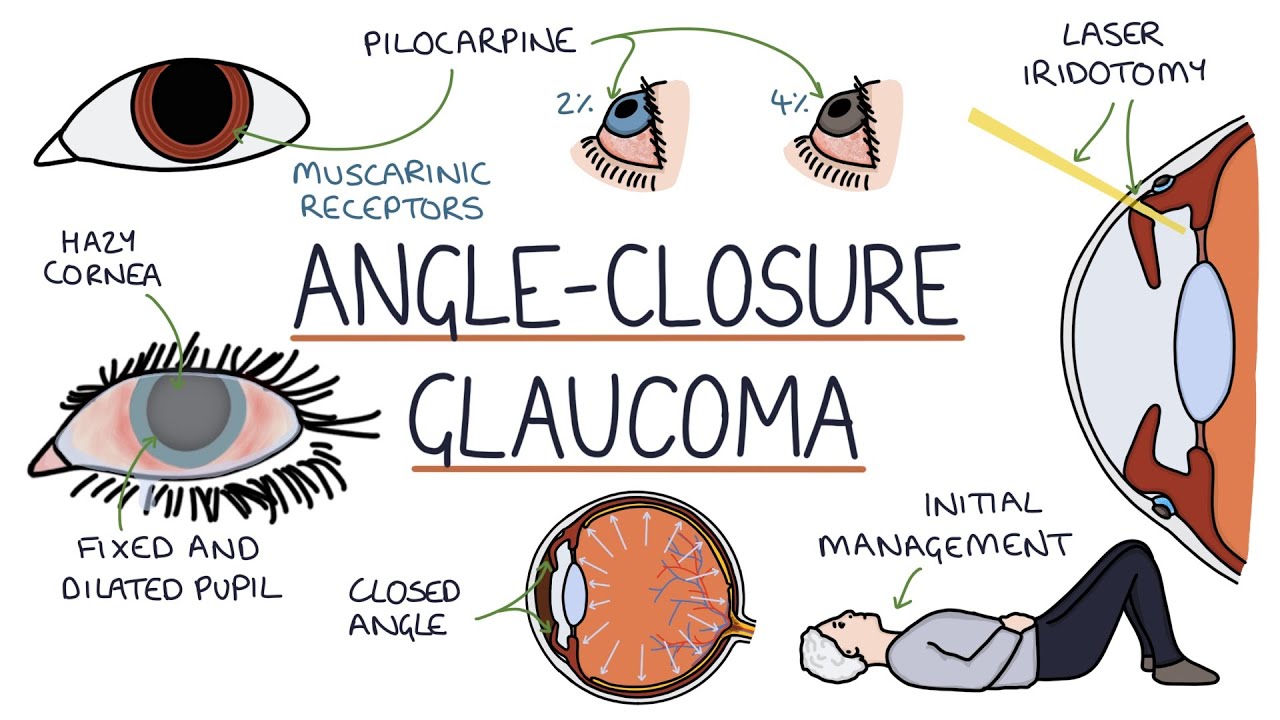 PILOCARPINE
2%
4%
LASER
IRIDOTOMY
MUSCARINIC
RECEPTORS
HAZY
CORNEA
ANGLE-CLOSURE
GLAUCOMA
FIXED AND
DILATED PUPIL
CLOSED
ANGLE
INITIAL
MANAGEMENT